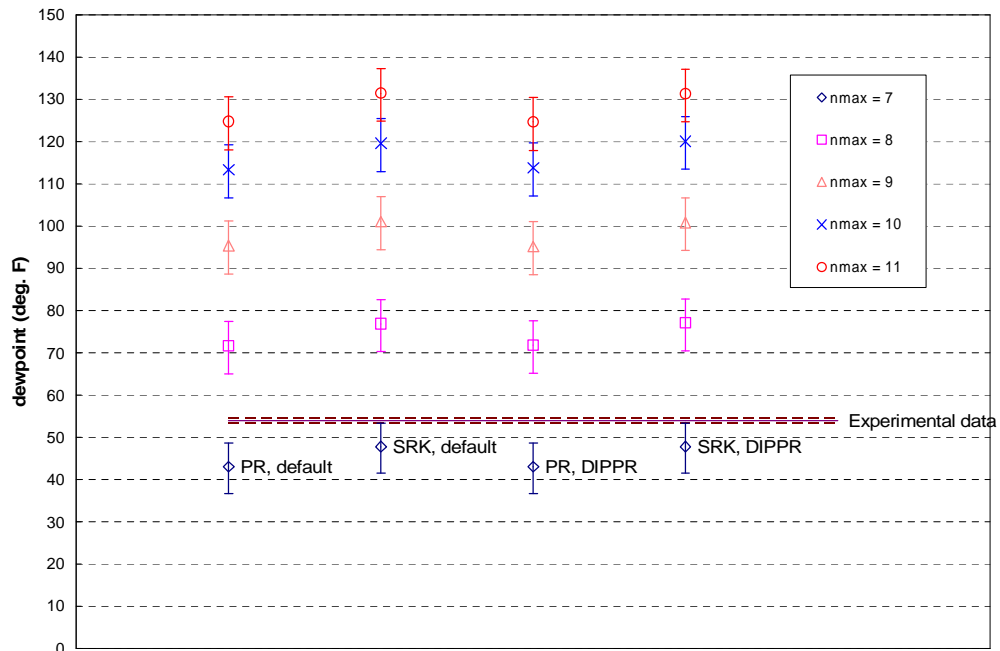 150
140
130
120
110
100
90
80
70
60
50
40
30
20
10
0
dewpoint (deg. F)
nmax = 7
nmax = 8
nmax = 9
nmax = 10
nmax = 11
Experimental data
PR, default
SRK, default
PR, DIPPR
SRK, DIPPR